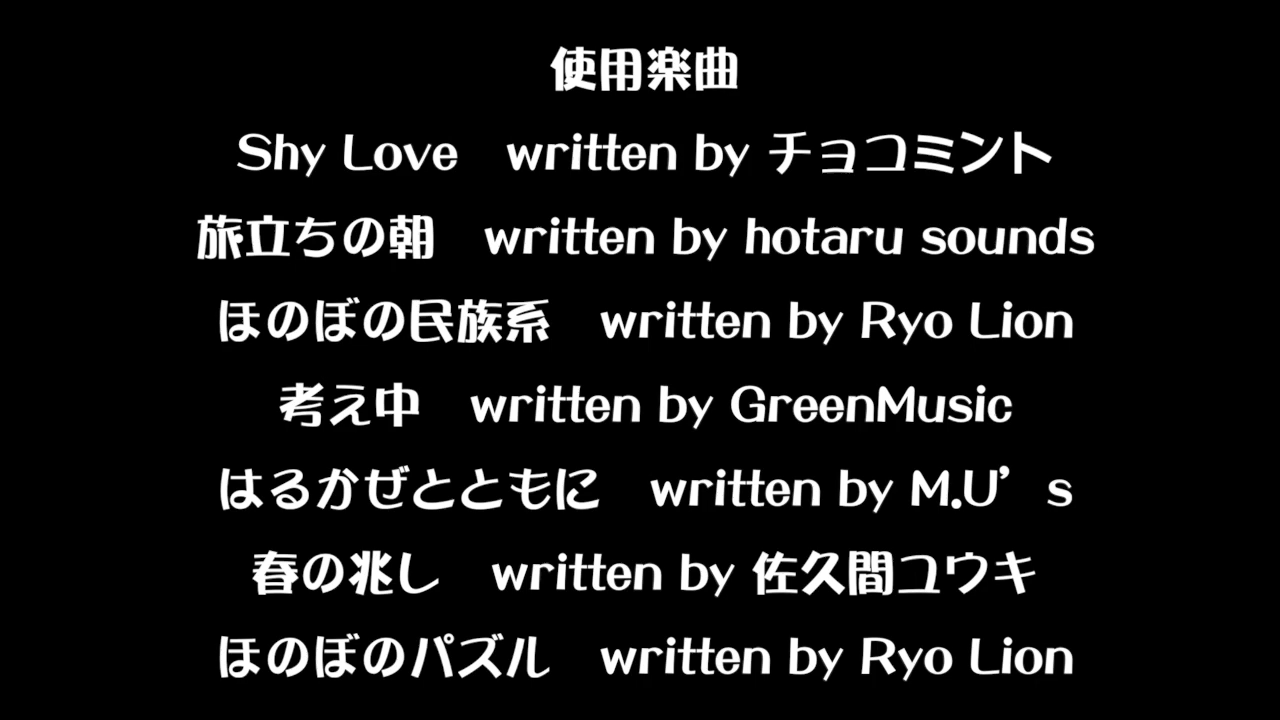 使用楽曲
Shy Love　written by チョコミント
旅立ちの朝　written by hotaru sounds
ほのぼの民族系　written by Ryo Lion
考え中　written by GreenMusic
はるかぜとともに　written by M.U’s
春の兆し　written by 佐久間ユウキ
ほのぼのパズル　written by Ryo Lion